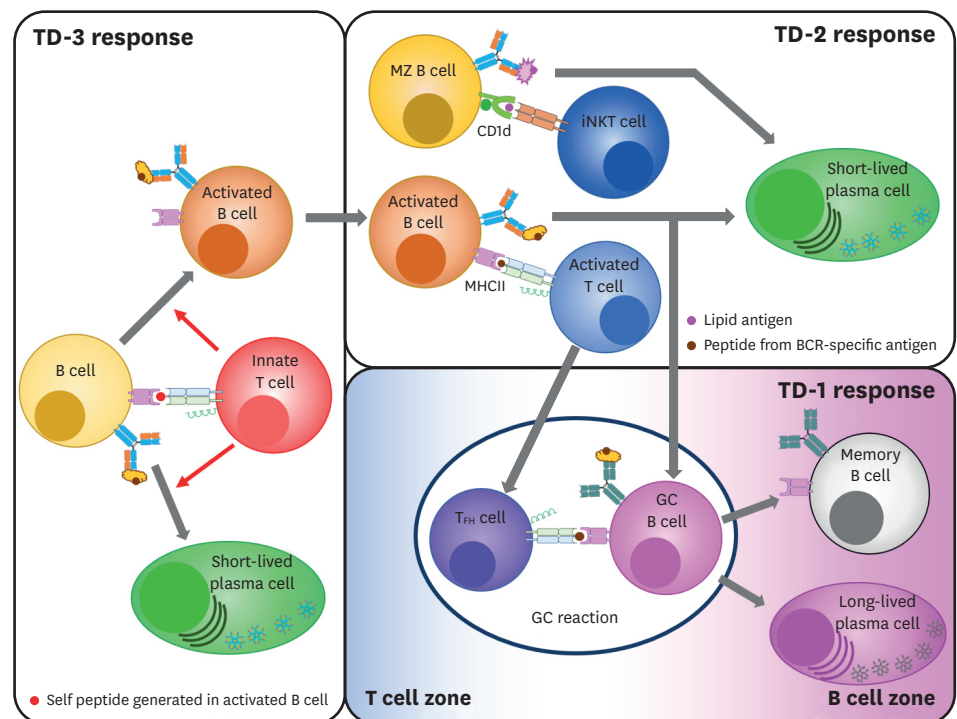 TD-3 response
Activated
B cell
B cell
Innate
T cell
Short-lived
plasma cell
Self peptide generated in activated B cell
TD-2 response
MZ B cell
CD1d
iNKT cell
Short-lived
plasma cell
Activated
B cell
MHCII
Activated
T cell
Lipid antigen
Peptide from BCR-specific antigen
TD-1 response
Memory
B cell
TFH cell
GC
B cell
GC reaction
Long-lived
plasma cell
T cell zone
B cell zone